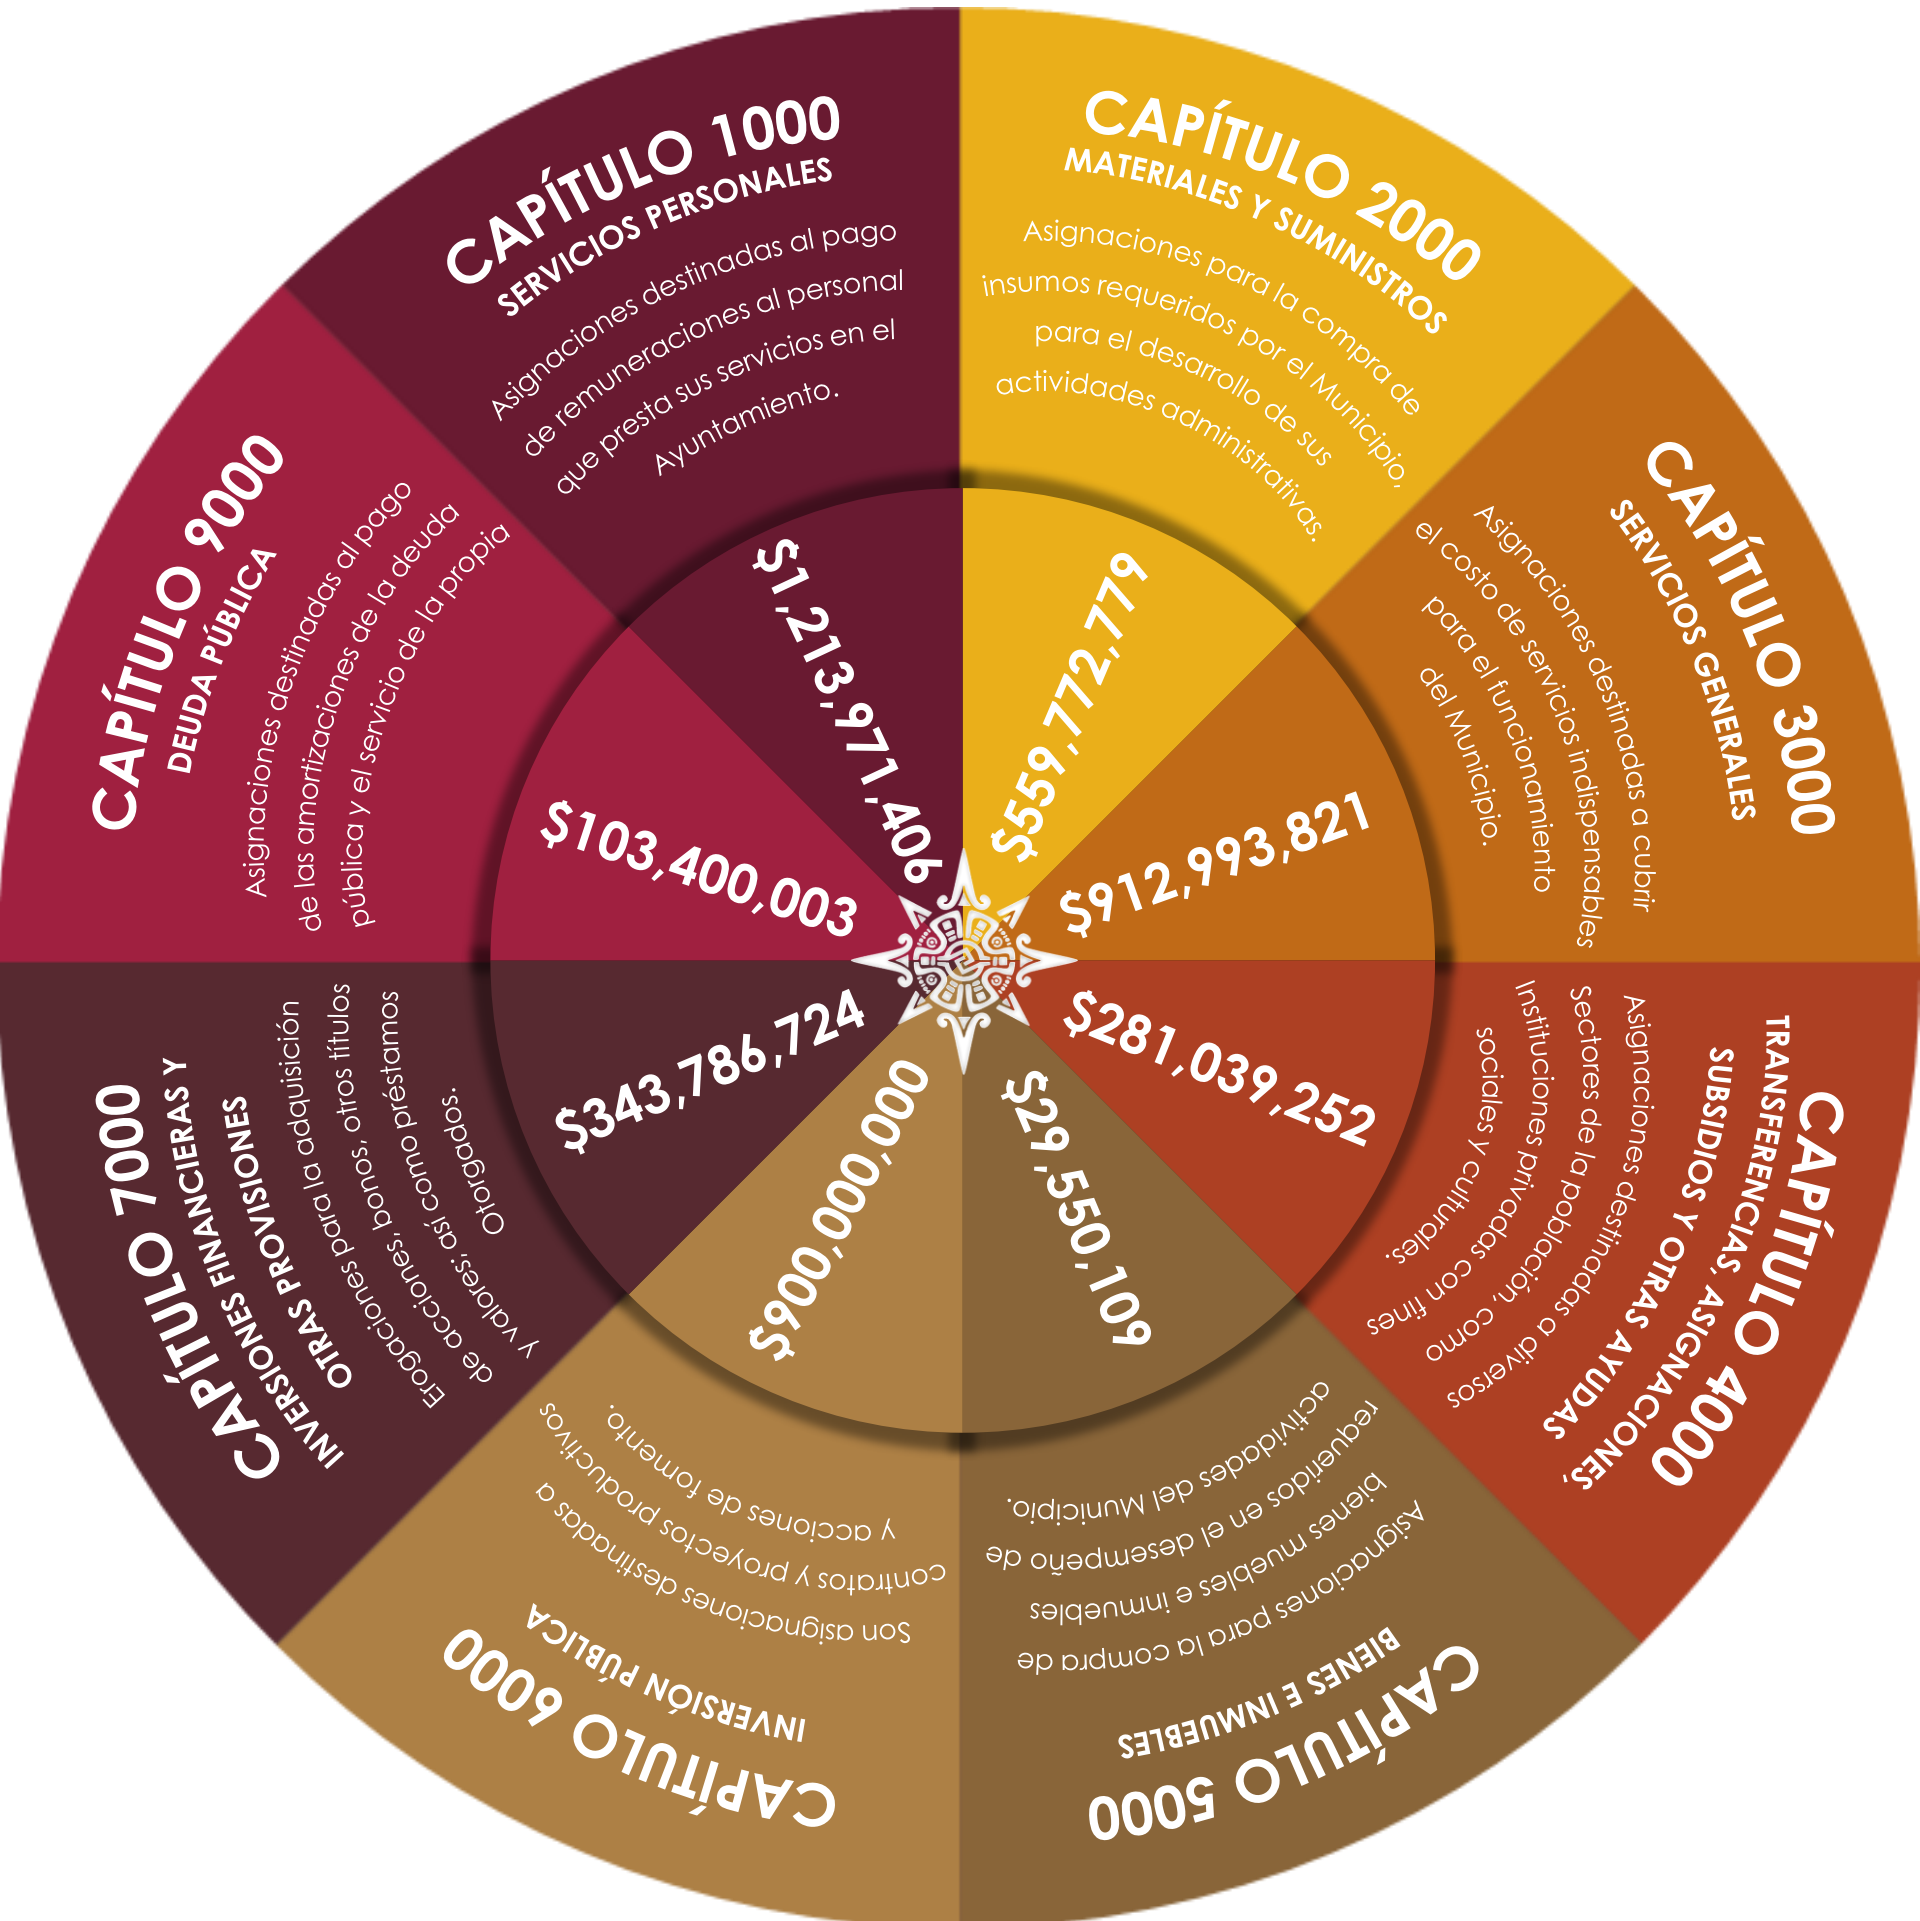 CAPÍTULO 1000
SERVICIOS PERSONALES
Asignaciones destinadas al pago
de remuneraciones al personal
que presta sus servicios en el
Ayuntamiento.
$1,213,971,406
CAPÍTULO 2000
MATERIALES Y SUMINISTROS
Asignaciones para la compra de
insumos requeridos por el Municipio,
para el desarrollo de sus
actividades administrativas.
$559,772,779
CAPÍTULO 3000
SERVICIOS GENERALES
Asignaciones destinadas a cubrir
el costo de servicios indispensables
para el funcionamiento
del Municipio.
$912,993,821
CAPÍTULO 4000
TRANSFERENCIAS, ASIGNACIONES,
SUBSIDIOS Y OTRAS AYUDAS
Asignaciones destinadas a diversos
Sectores de la población, como
Instituciones privadas con fines
sociales y culturales.
$281,039,252
CAPÍTULO 5000
BIENES E INMUEBLES
Asignaciones para la compra de
bienes muebles e inmuebles
requeridos en el desempeño de
actividades del Municipio.
$29,550,109
CAPÍTULO 6000
INVERSIÓN PÚBLICA
Son asignaciones destinadas a
contratos y proyectos productivos
y acciones de fomento.
$900,000,000
CAPÍTULO 7000
INVERSIONES FINANCIERAS Y
OTRAS PROVISIONES
Erogaciones para la adquisición
de acciones, bonos, otros títulos
y valores; así como préstamos
Otorgados.
$343,786,724
CAPÍTULO 9000
DEUDA PÚBLICA
Asignaciones destinadas al pago
de las amortizaciones de la deuda
pública y el servicio de la propia
$103,400,003